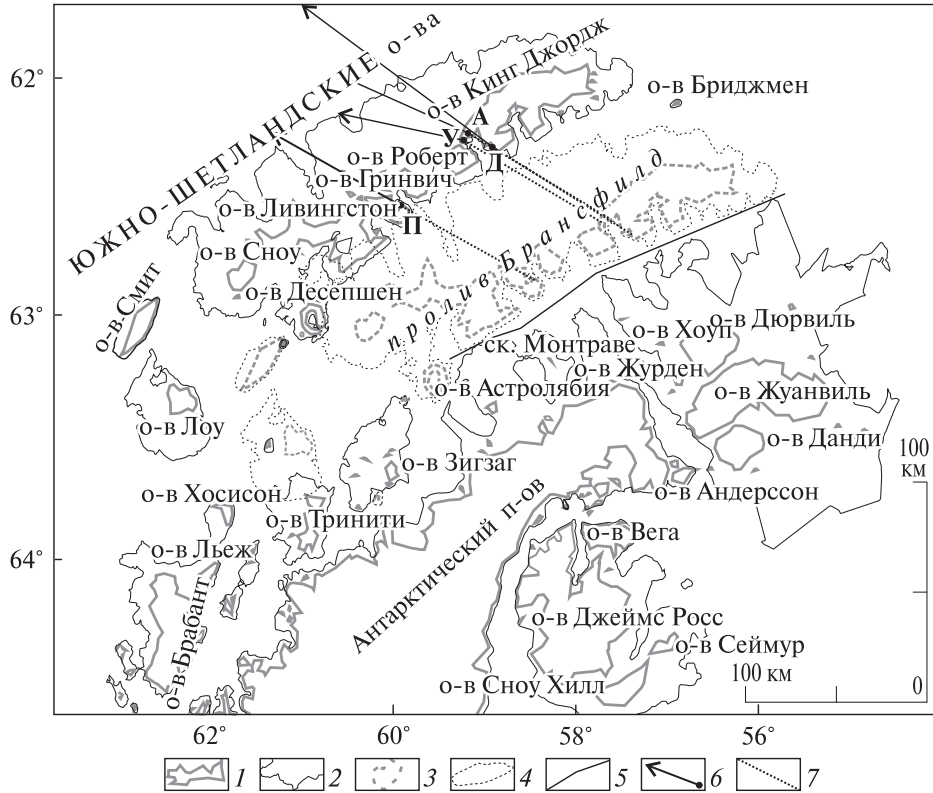 ЮЖНО-ШЕТЛАНДСКИЕ о-ва
о-в Кинг Джордж
62°
о-в Бриджмен
А
У
Д
о-в Роберт
о-в Гринвич
о-в Ливингстон
П
пролив Брансфилд
о-в Сноу
о-в Десепшен
о-в Смит
63°
о-в Хоуп
о-в Дюрвиль
ск. Монтраве
о-в Журден
о-в Астролябия
о-в Жуанвиль
о-в Лоу
о-в Данди
100
км
о-в Зигзаг
о-в Хосисон
о-в Андерссон
о-в Тринити
Антарктический п-ов
о-в Вега
о-в Льеж
64°
о-в Брабант
о-в Джеймс Росс
о-в Сеймур
о-в Сноу Хилл
100 км
0
62°
60°
58°
56°
1
2
3
4
5
6
7